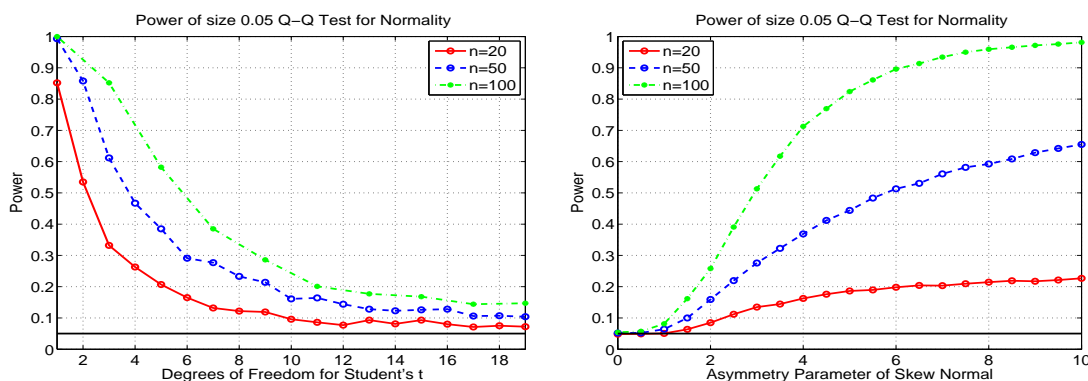 Power of size 0.05 Q−Q Test for Normality
1
0.9
0.8
0.7
0.6
0.5
0.4
0.3
0.2
0.1
0
Power
n=20
n=50
n=100
2 4 6 8 10 12 14 16 18
Degrees of Freedom for Student's t
Power of size 0.05 Q−Q Test for Normality
1
0.9
0.8
0.7
0.6
0.5
0.4
0.3
0.2
0.1
0
Power
n=20
n=50
n=100
0 2 4 6 8 10
Asymmetry Parameter of Skew Normal